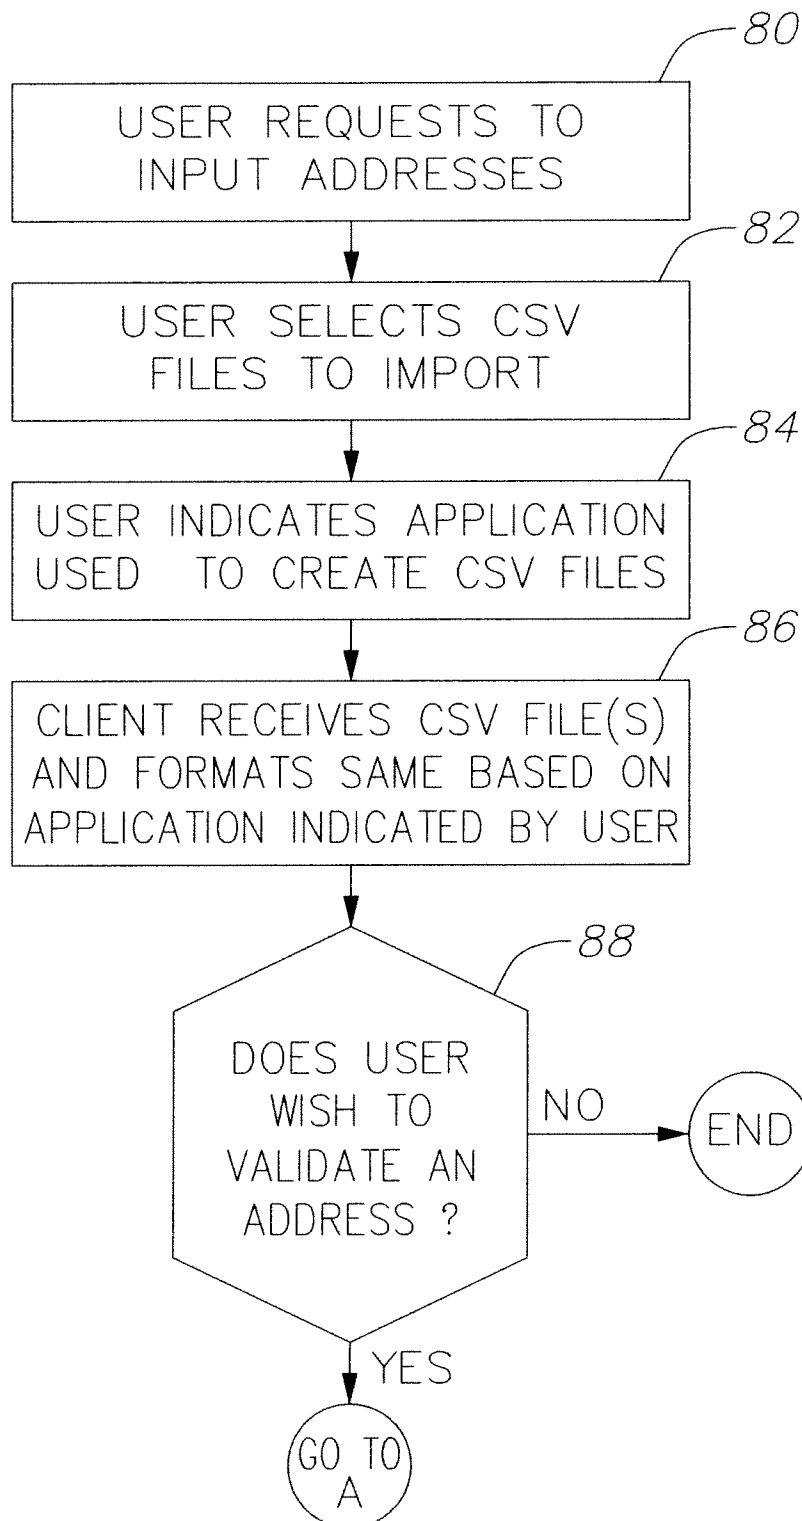 80
USER REQUESTS TO
INPUT ADDRESSES
82
USER SELECTS CSV
FILES TO IMPORT
84
USER INDICATES APPLICATION
USED TO CREATE CSV FILES
86
CLIENT RECEIVES CSV FILE(S)
AND FORMATS SAME BASED ON
APPLICATION INDICATED BY USER
88
DOES USER
WISH TO
VALIDATE AN
ADDRESS ?
NO
END
YES
GO TO
A